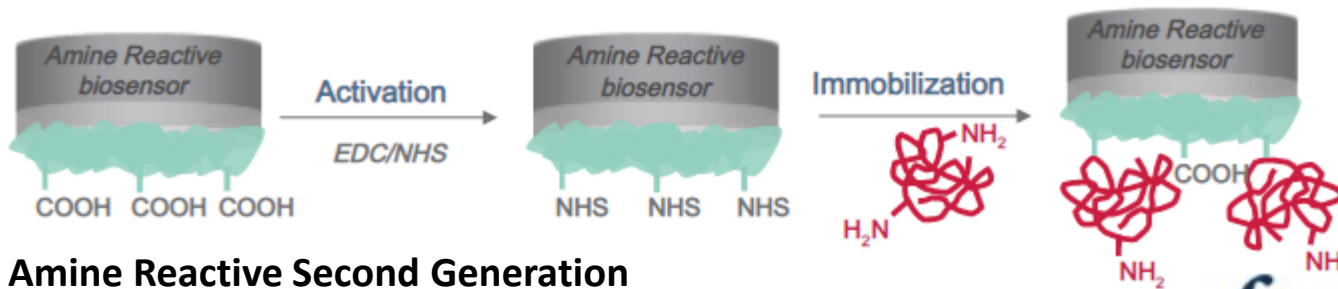 Amine Reactive
biosensor
COOH COOH COOH
Activation
EDC/NHS
Amine Reactive
biosensor
NHS NHS NHS
Immobilization
NH₂
H₂N
Amine Reactive
biosensor
COOH
NH₂
NH
Amine Reactive Second Generation